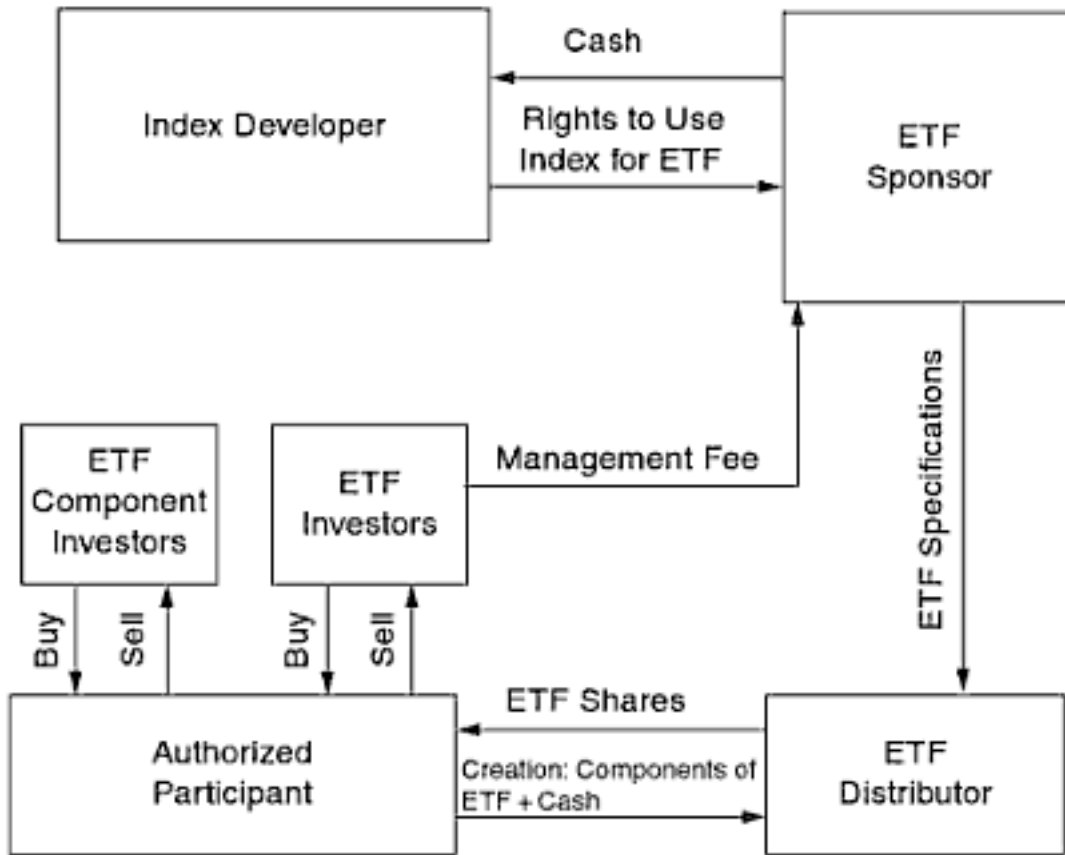 Cash
Index Developer
Rights to Use
Index for ETF
ETF
Sponsor
ETF
Component
Investors
ETF
Investors
Management Fee
ETF Specifications
Buy
Sell
Buy
Sell
Authorized
Participant
ETF Shares
Creation: Components of
ETF + Cash
ETF
Distributor